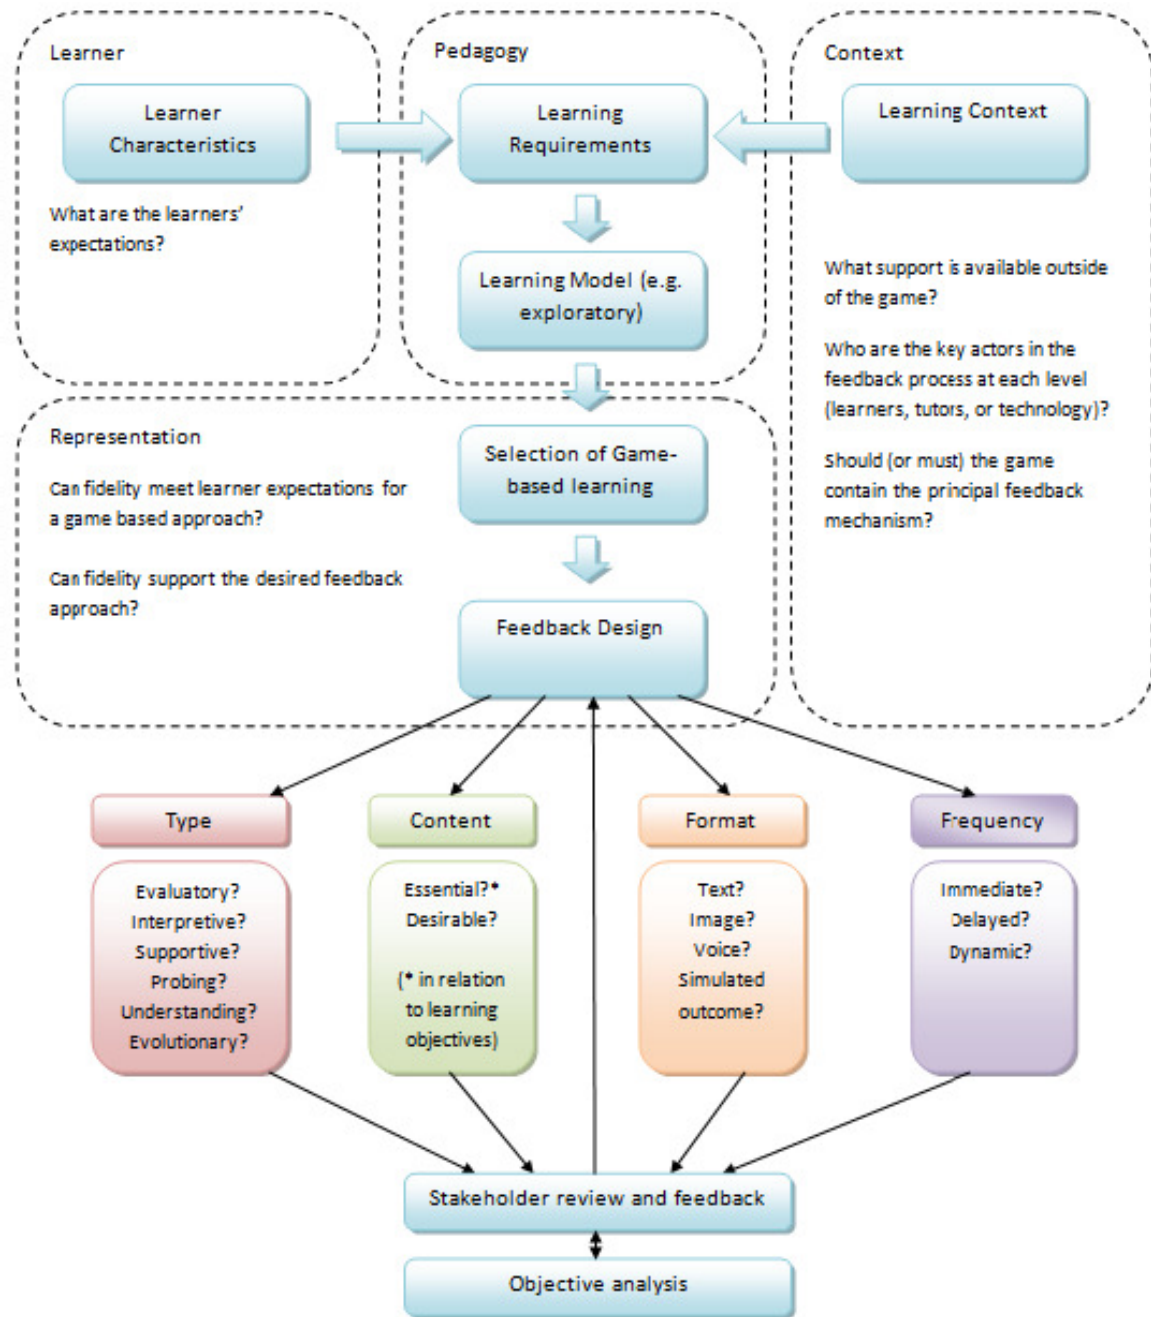 Learner
Learner
Characteristics
What are the learners'
expectations?
Pedagogy
Learning
Requirements
Learning Model (e.g.
exploratory)
Context
Learning Context
What support is available outside
of the game?
Who are the key actors in the
feedback process at each level
(learners, tutors, or technology)?
Should (or must) the game
contain the principal feedback
mechanism?
Representation
Can fidelity meet learner expectations for
a game based approach?
Can fidelity support the desired feedback
approach?
Selection of Game-
based learning
Feedback Design
Type
Evaluatory?
Interpretive?
Supportive?
Probing?
Understanding?
Evolutionary?
Content
Essential?*
Desirable?
(* in relation
to learning
objectives)
Format
Text?
Image?
Voice?
Simulated
outcome?
Frequency
Immediate?
Delayed?
Dynamic?
Stakeholder review and feedback
Objective analysis